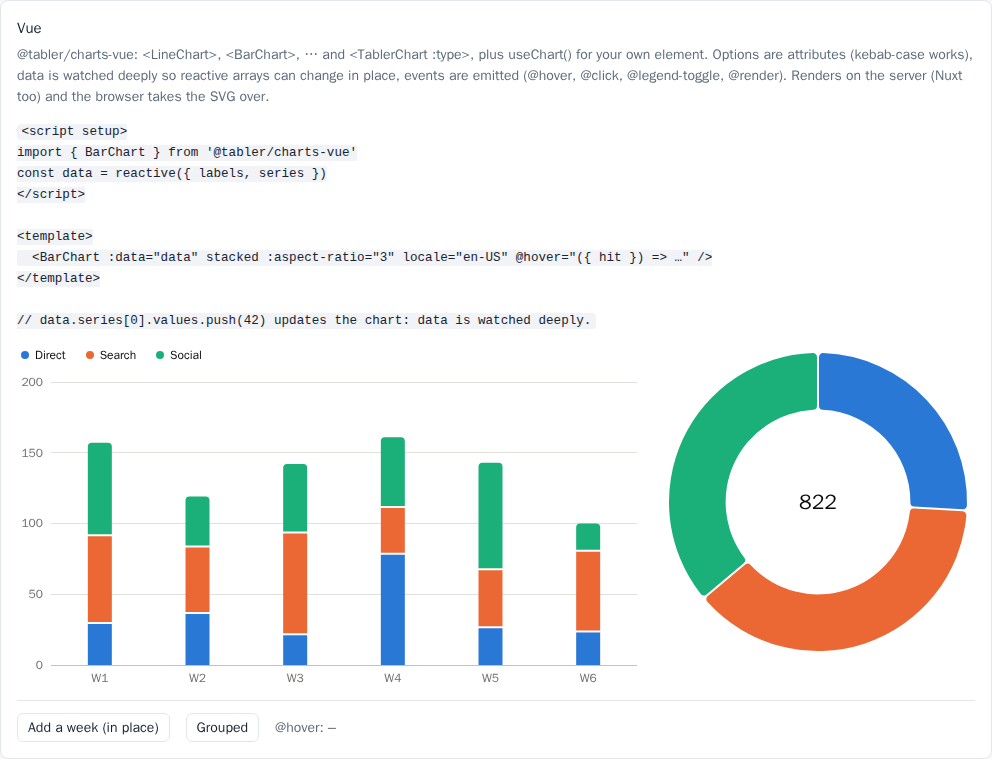 Vue
@tabler/charts-vue: <LineChart>, <BarChart>, ⋯ and <TablerChart :type>, plus useChart() for your own element. Options are attributes (kebab-case works),
data is watched deeply so reactive arrays can change in place, events are emitted (@hover, @click, @legend-toggle, @render). Renders on the server (Nuxt
too) and the browser takes the SVG over.
<script setup>
import { BarChart } from '@tabler/charts-vue'
const data = reactive({ labels, series })
</script>
<template>
  <BarChart :data="data" stacked :aspect-ratio="3" locale="en-US" @hover="({ hit }) => …" />
</template>
// data.series[0].values.push(42) updates the chart: data is watched deeply.
Direct Search Social
200
150
100
50
0
W1 W2 W3 W4 W5 W6
822
Add a week (in place) Grouped @hover: –